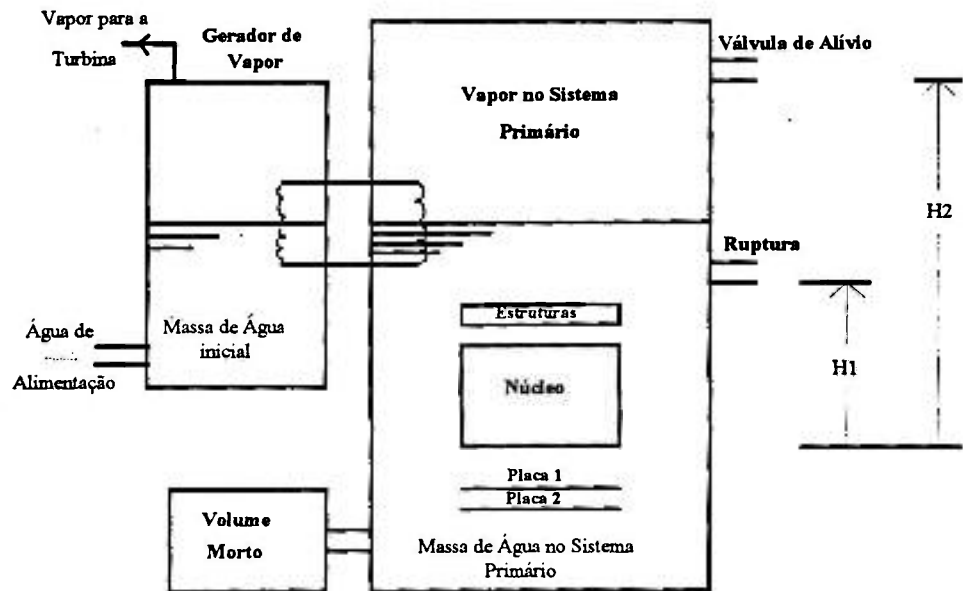 Vapor para a
Turbina
Gerador de
Vapor
Vapor no Sistema
Primário
Válvula de Alívio
H2
Ruptura
H1
Estruturas
Núcleo
Placa 1
Placa 2
Massa de Água
inicial
Água de
Alimentação
Volume
Morto
Massa de Água no Sistema
Primário